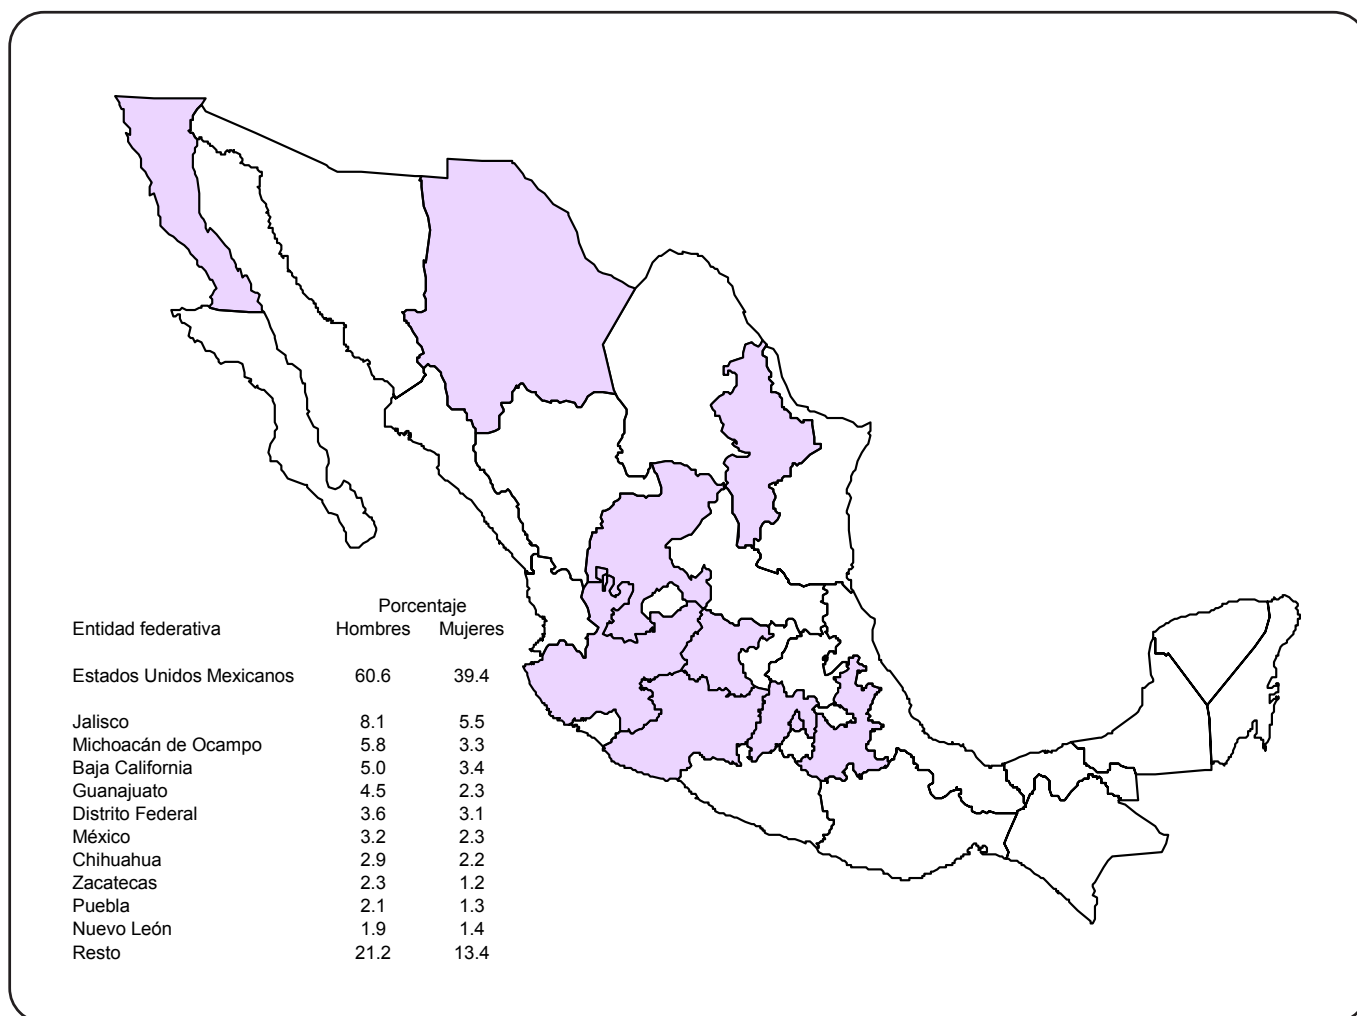 Porcentaje
Entidad federativa Hombres Mujeres
Estados Unidos Mexicanos 60.6 39.4
Jalisco 8.1 5.5
Michoacán de Ocampo 5.8 3.3
Baja California 5.0 3.4
Guanajuato 4.5 2.3
Distrito Federal 3.6 3.1
México 3.2 2.3
Chihuahua 2.9 2.2
Zacatecas 2.3 1.2
Puebla 2.1 1.3
Nuevo León 1.9 1.4
Resto 21.2 13.4